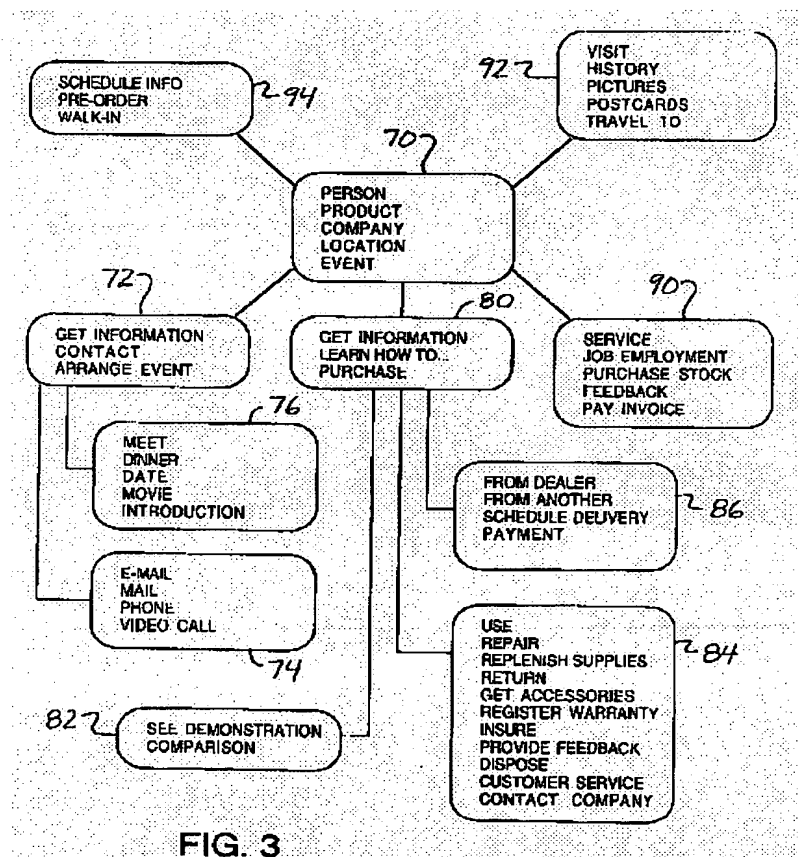 SCHEDULE INFO
PRE-ORDER
WALK-IN
94
92
VISIT
HISTORY
PICTURES
POSTCARDS
TRAVEL TO
70
PERSON
PRODUCT
COMPANY
LOCATION
EVENT
72
GET INFORMATION
CONTACT
ARRANGE EVENT
80
GET INFORMATION
LEARN HOW TO...
PURCHASE
90
SERVICE
JOB EMPLOYMENT
PURCHASE STOCK
FEEDBACK
PAY INVOICE
76
MEET
DINNER
DATE
MOVIE
INTRODUCTION
FROM DEALER
FROM ANOTHER
SCHEDULE DELIVERY
PAYMENT
86
E-MAIL
MAIL
PHONE
VIDEO CALL
74
USE
REPAIR
REPLENISH SUPPLIES
RETURN
GET ACCESSORIES
REGISTER WARRANTY
INSURE
PROVIDE FEEDBACK
DISPOSE
CUSTOMER SERVICE
CONTACT COMPANY
84
82
SEE DEMONSTRATION
COMPARISON
FIG. 3